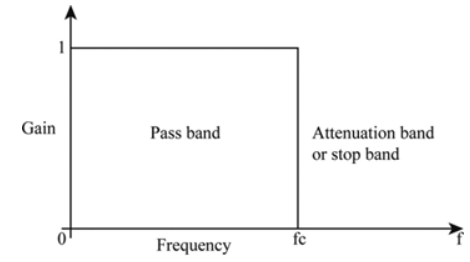 1
Gain
Pass band
Attenuation band
or stop band
0
Frequency
fc
f